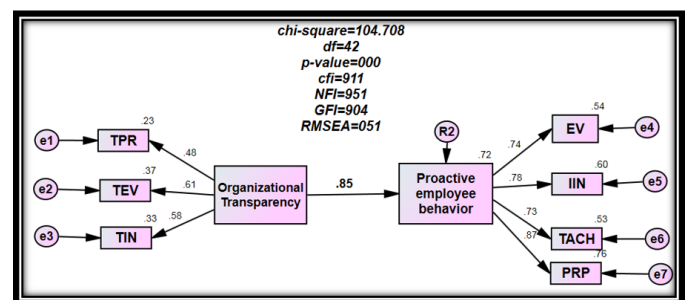 chi-square=104.708
df=42
p-value=000
cfi=911
NFI=951
GFI=904
RMSEA=051
.23
e1
TPR
.48
.37
e2
TEV
.61
.33
e3
TIN
.58
Organizational
Transparency
.85
R2
.72
Proactive
employee
behavior
.74
.54
EV
e4
.78
.60
IIN
e5
.73
.53
TACH
e6
.87
.76
PRP
e7